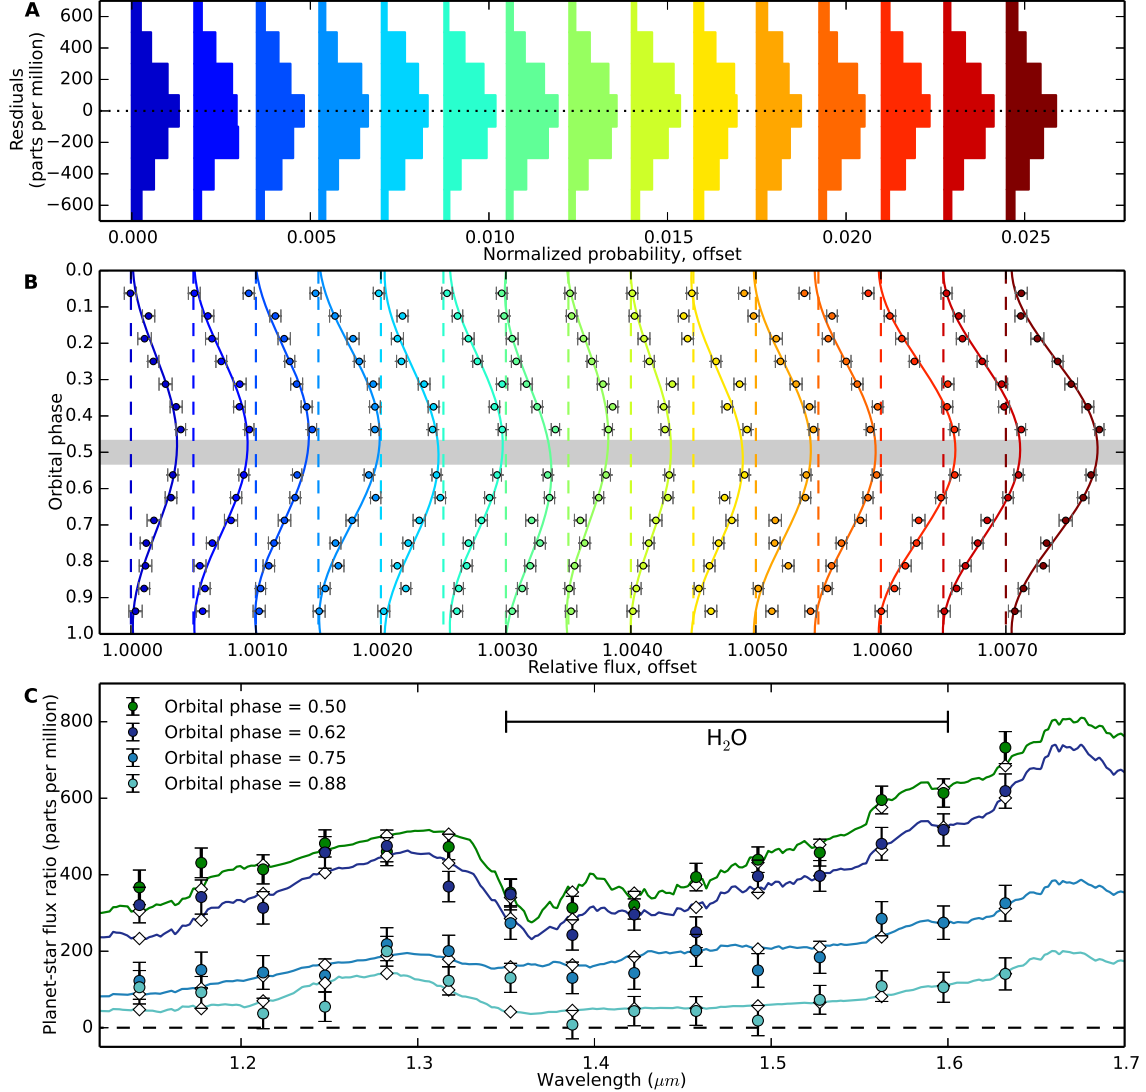 A
Resdiuals
(parts per million)
600
400
200
0
−200
−400
−600
0.000 0.005 0.010 0.015 0.020 0.025
Normalized probability, offset
B
Orbital phase
0.0
0.1
0.2
0.3
0.4
0.5
0.6
0.7
0.8
0.9
1.0
1.0000 1.0010 1.0020 1.0030 1.0040 1.0050 1.0060 1.0070
Relative flux, offset
C
Planet-star flux ratio (parts per million)
800
600
400
200
0
Orbital phase = 0.50
Orbital phase = 0.62
Orbital phase = 0.75
Orbital phase = 0.88
H₂O
1.2 1.3 1.4 1.5 1.6 1.7
Wavelength (μm)